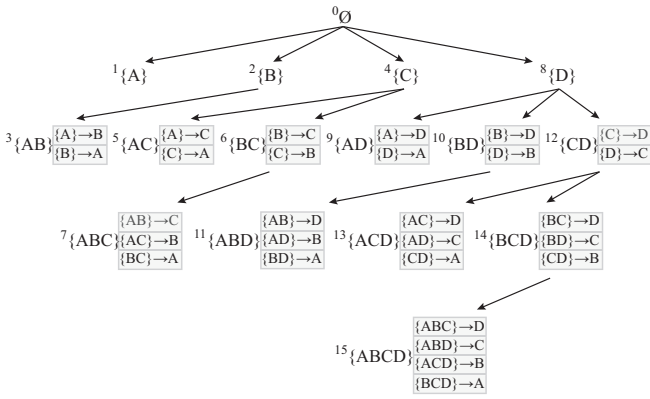 0Ø
1{A} 2{B} 4{C} 8{D}
3{AB} {A}→B 5{AC} {A}→C 6{BC} {B}→C 9{AD} {A}→D 10{BD} {B}→D 12{CD} {C}→D
{B}→A {C}→A {C}→B {D}→A {D}→B {D}→C
7{ABC} {AB}→C 11{ABD} {AB}→D 13{ACD} {AC}→D 14{BCD} {BC}→D
{AC}→B {AD}→B {AD}→C {BD}→C
{BC}→A {BD}→A {CD}→A {CD}→B
15{ABCD} {ABC}→D
{ABD}→C
{ACD}→B
{BCD}→A